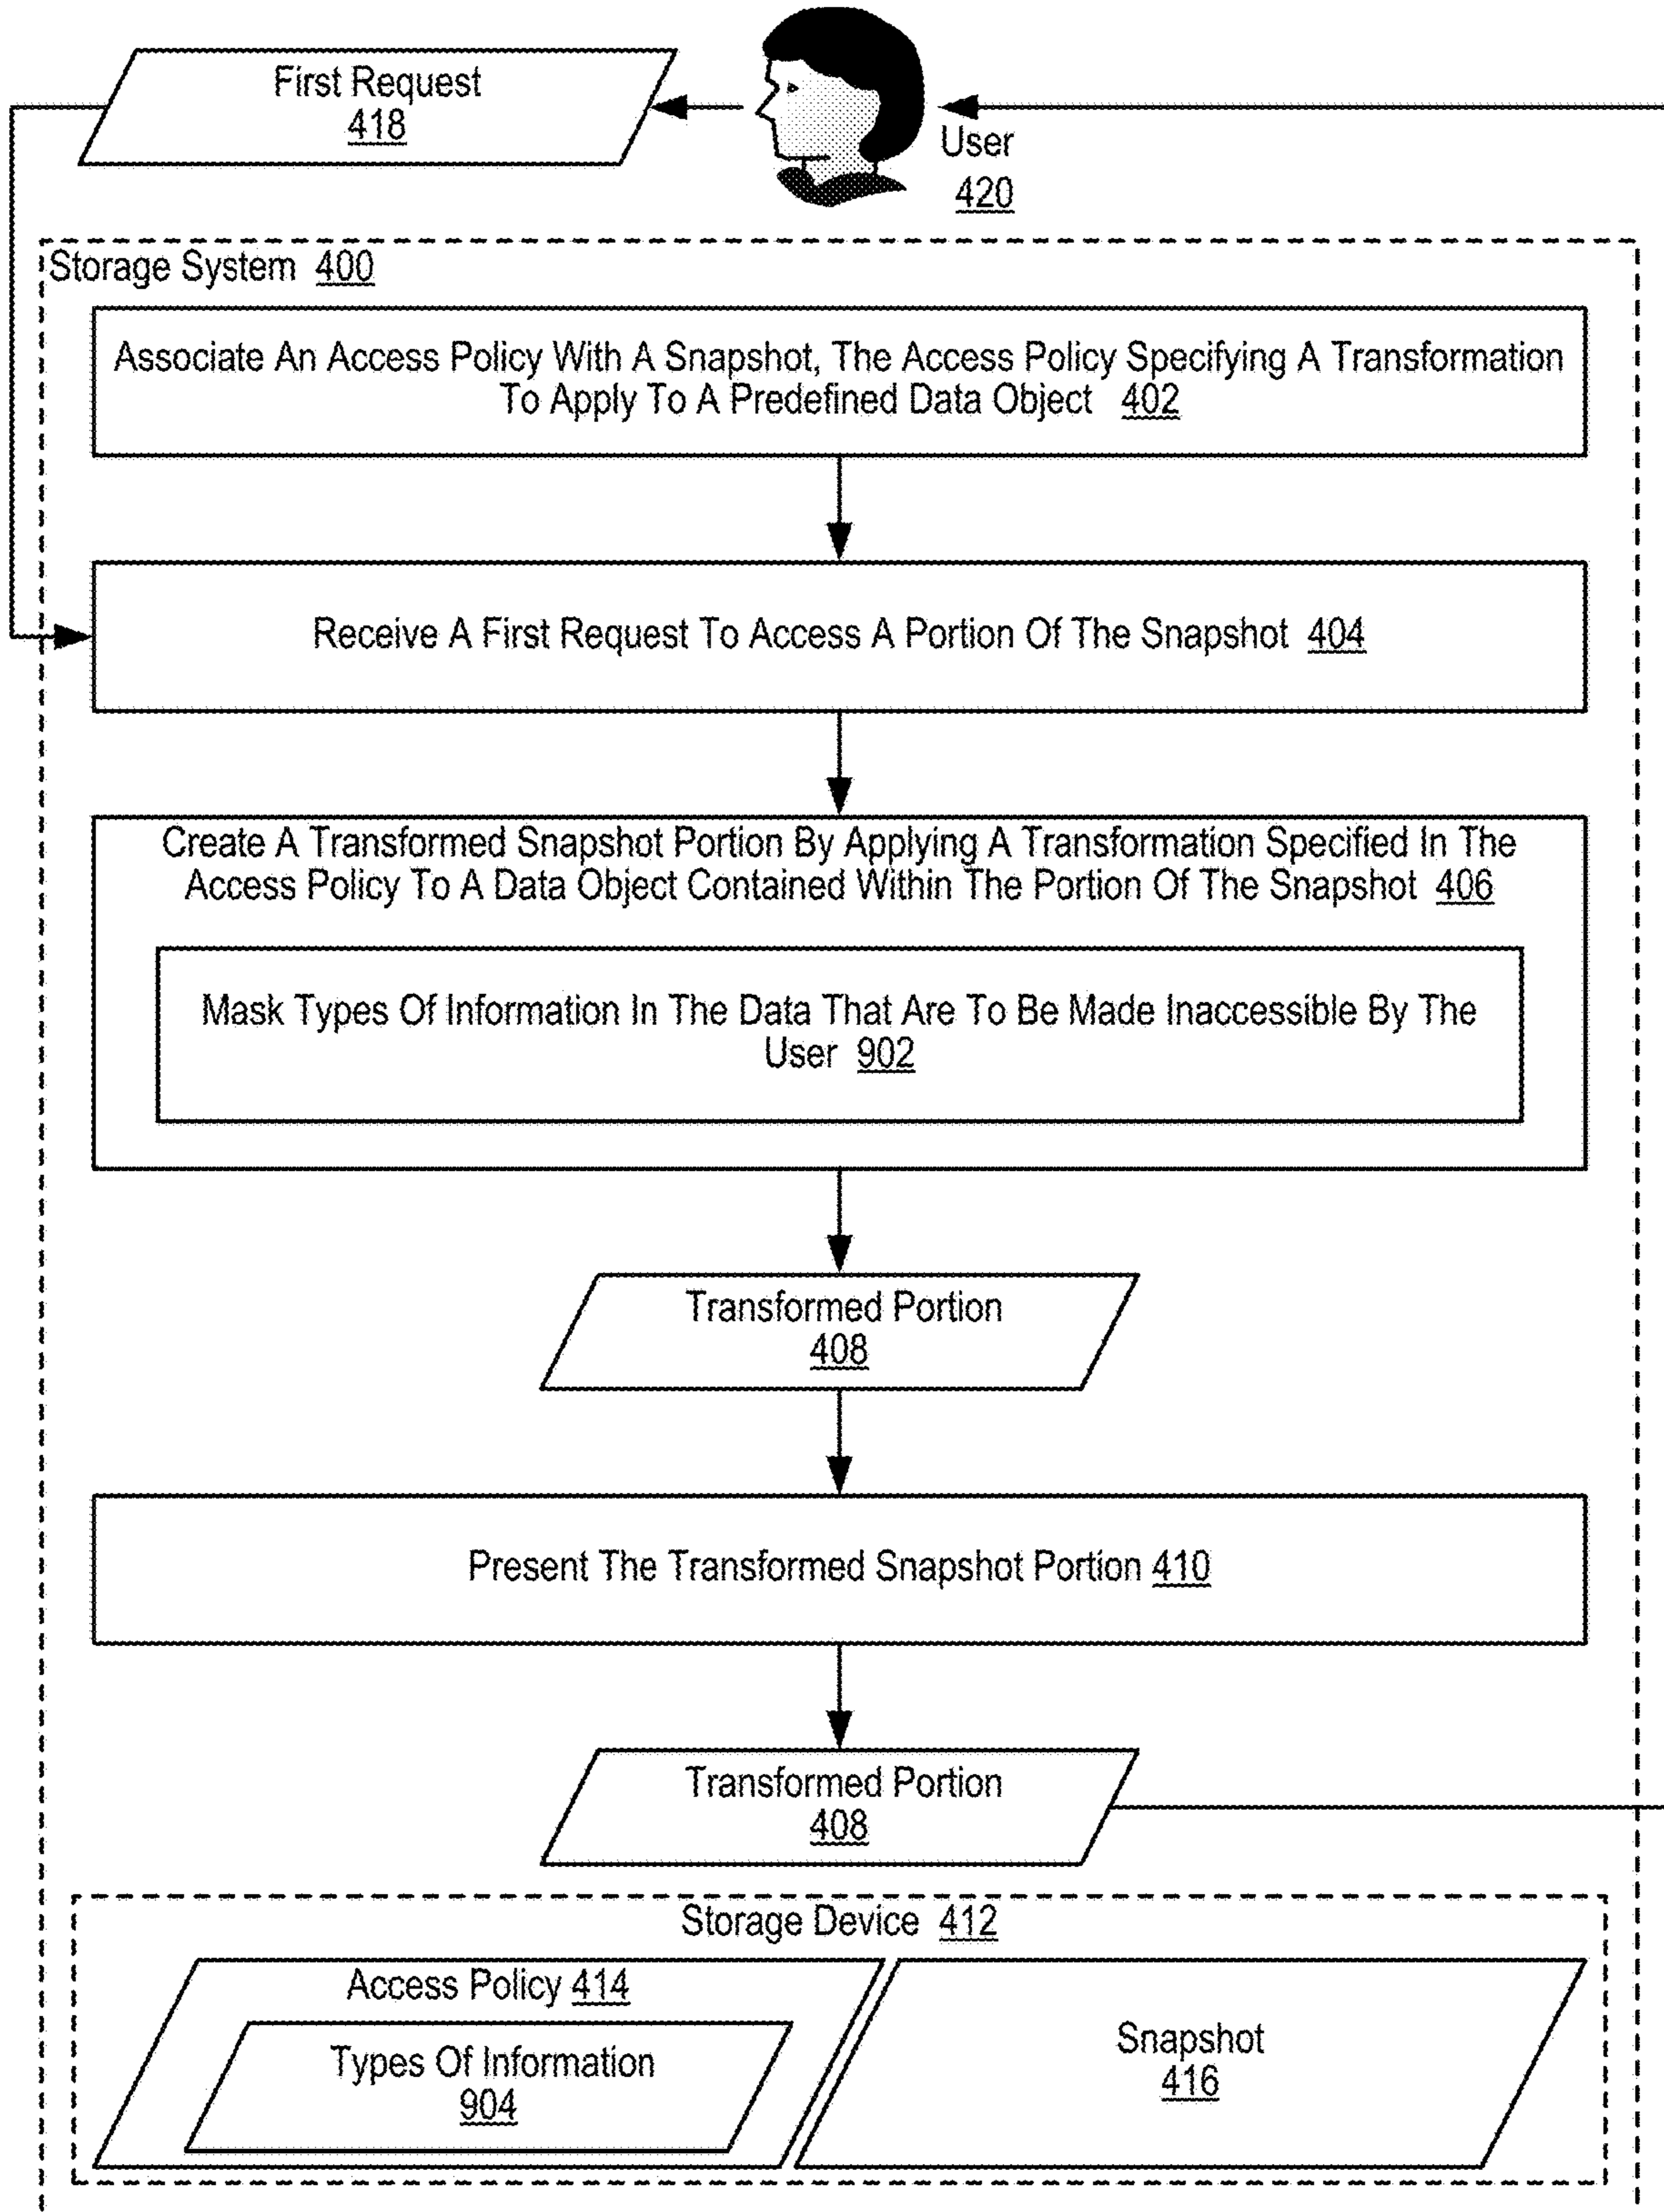 First Request
418
User
420
Storage System 400
Associate An Access Policy With A Snapshot, The Access Policy Specifying A Transformation
To Apply To A Predefined Data Object 402
Receive A First Request To Access A Portion Of The Snapshot 404
Create A Transformed Snapshot Portion By Applying A Transformation Specified In The
Access Policy To A Data Object Contained Within The Portion Of The Snapshot 406
Mask Types Of Information In The Data That Are To Be Made Inaccessible By The
User 902
Transformed Portion
408
Present The Transformed Snapshot Portion 410
Transformed Portion
408
Storage Device 412
Access Policy 414
Types Of Information
904
Snapshot
416